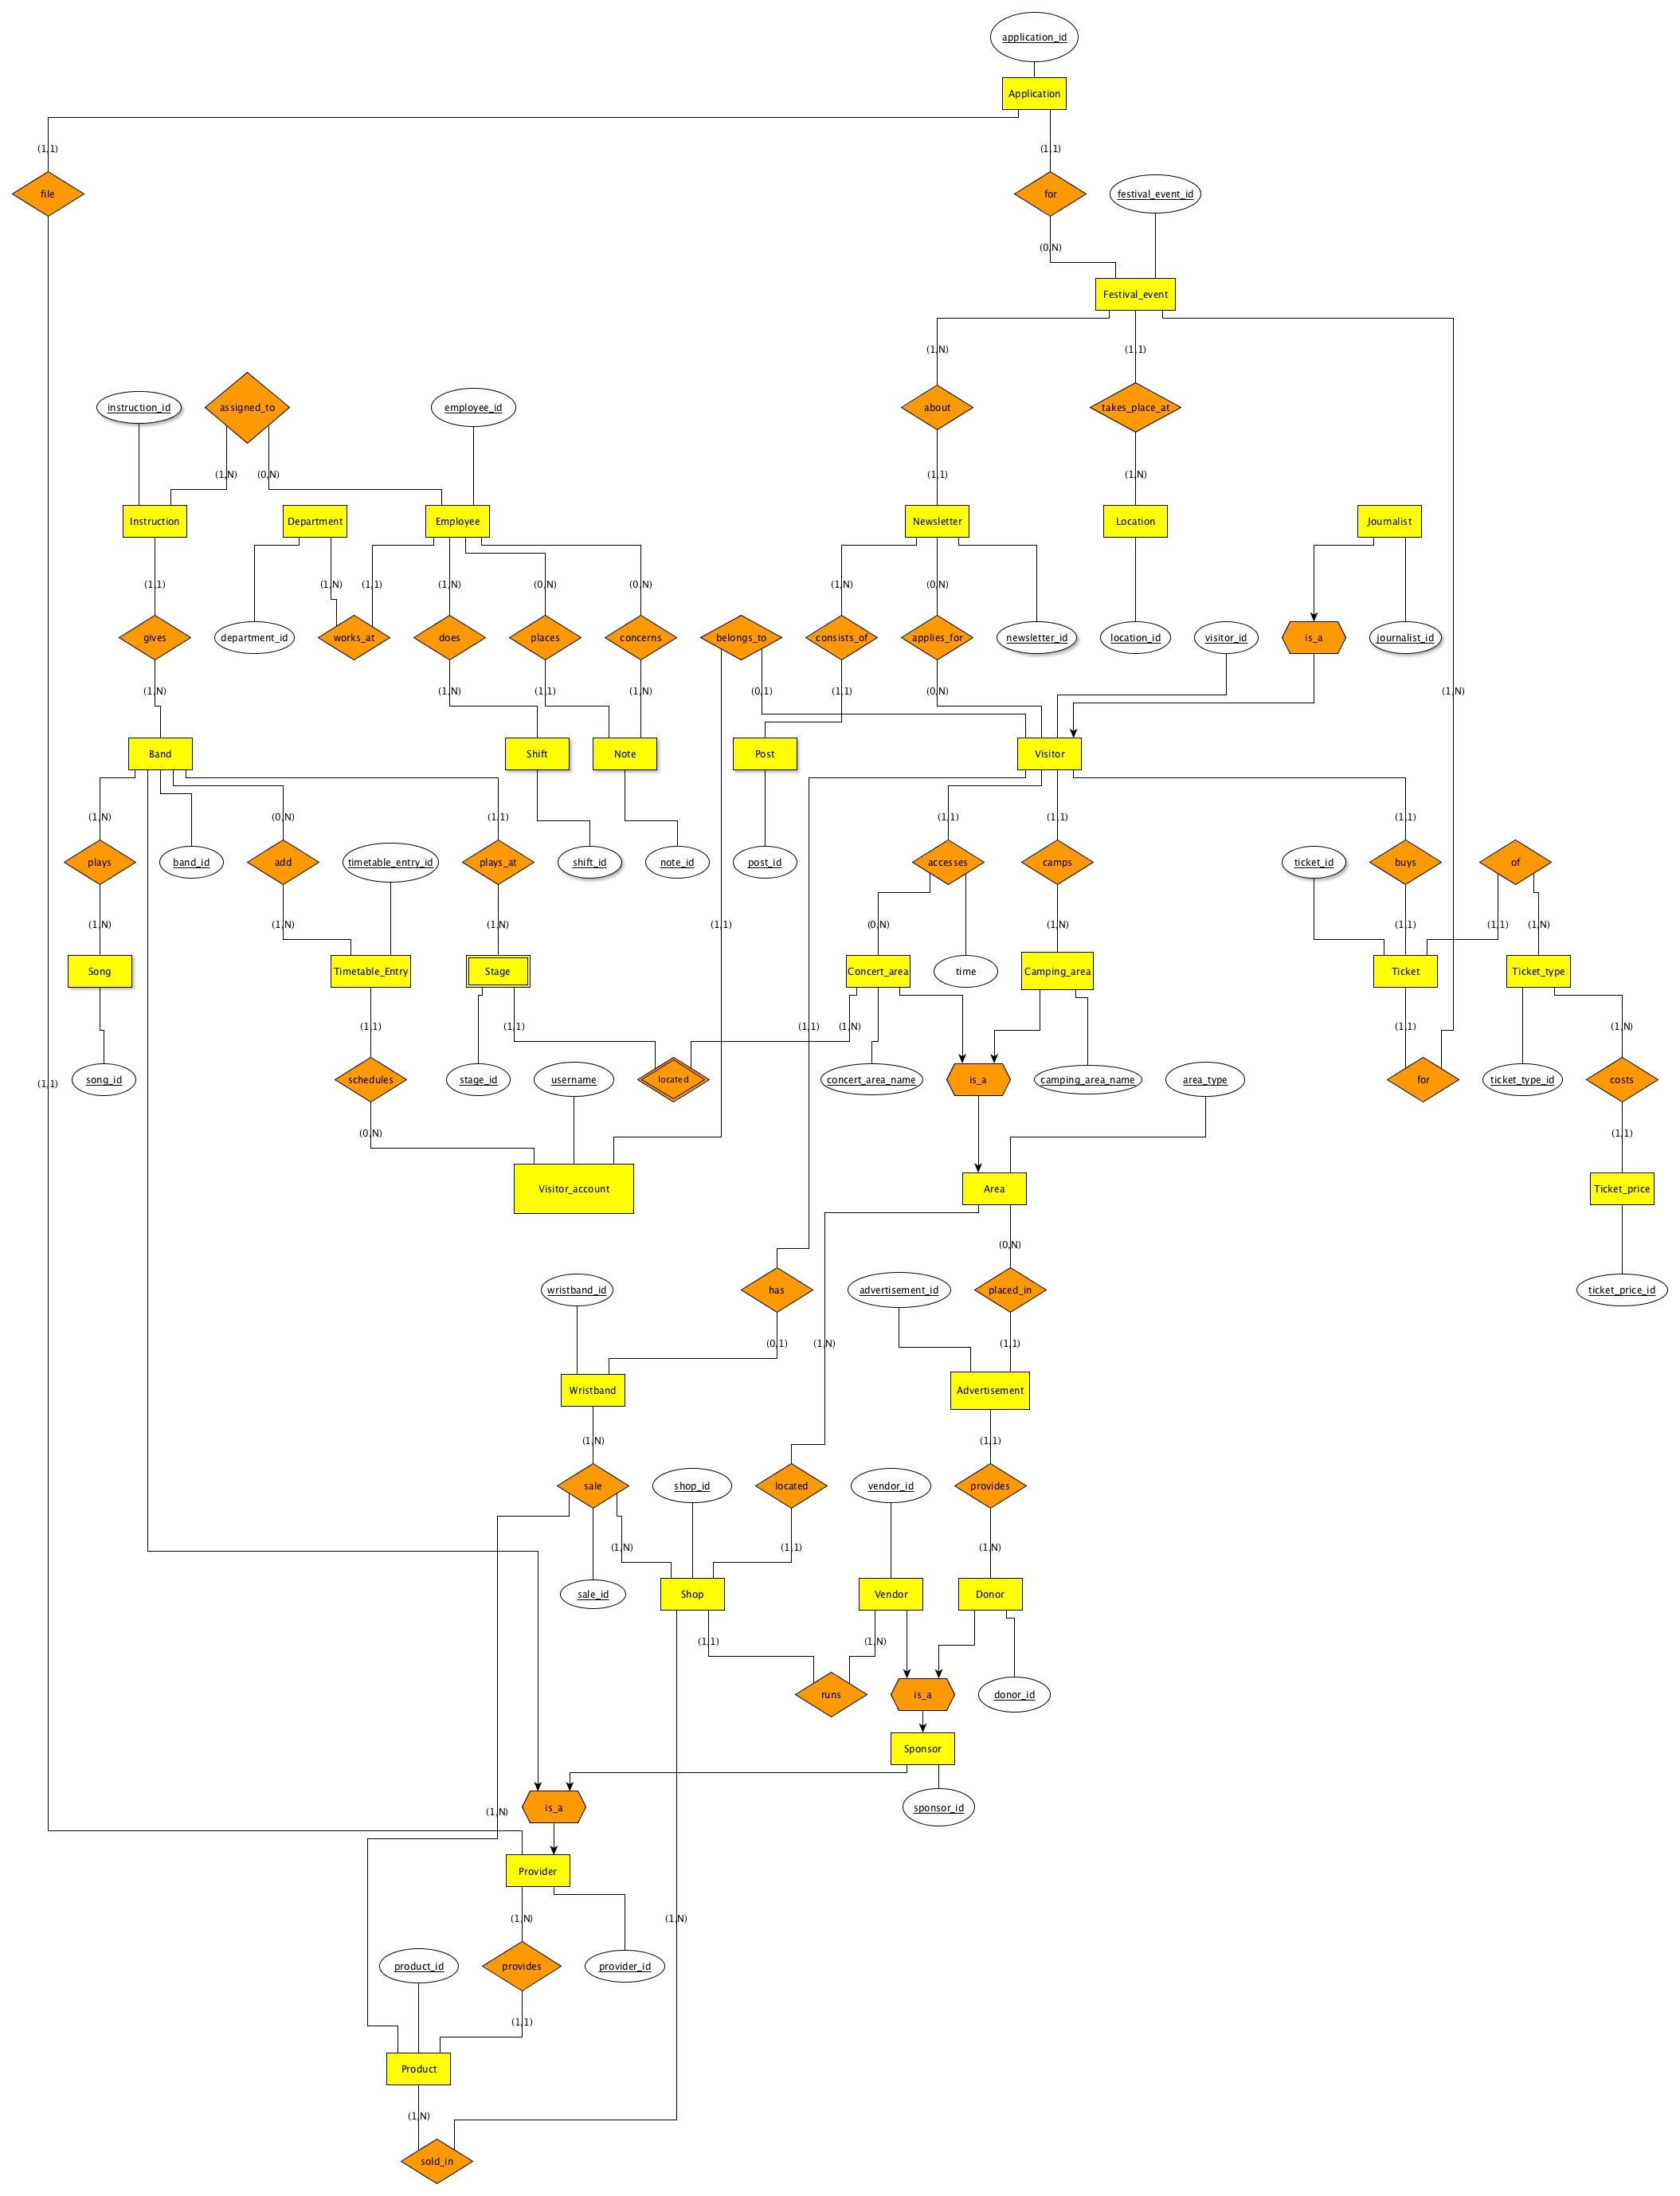 application_id
Application
(1,1)
(1,1)
file
for
festival_event_id
(0,N)
Festival_event
(1,N)
(1,1)
instruction_id
assigned_to
employee_id
about
takes_place_at
(1,N)
(0,N)
(1,1)
(1,N)
Instruction
Department
Employee
Newsletter
Location
Journalist
(1,1)
(1,N)
(1,1)
(1,N)
(0,N)
(0,N)
(1,N)
(0,N)
gives
department_id
works_at
does
places
concerns
belongs_to
consists_of
applies_for
newsletter_id
location_id
visitor_id
is_a
journalist_id
(1,N)
(1,N)
(1,1)
(1,N)
(0,1)
(1,1)
(0,N)
(1,N)
Band
Shift
Note
Post
Visitor
(1,N)
(0,N)
(1,1)
(1,1)
(1,1)
(1,1)
plays
band_id
add
timetable_entry_id
plays_at
shift_id
note_id
post_id
accesses
camps
ticket_id
buys
of
(1,N)
(1,N)
(1,N)
(1,1)
(0,N)
(1,N)
(1,1)
(1,1)
(1,N)
Song
Timetable_Entry
Stage
Concert_area
time
Camping_area
Ticket
Ticket_type
(1,1)
(1,1)
(1,1)
(1,N)
(1,1)
(1,N)
song_id
schedules
stage_id
username
located
concert_area_name
is_a
camping_area_name
area_type
for
ticket_type_id
costs
(1,1)
(0,N)
(1,1)
Visitor_account
Area
Ticket_price
(0,N)
wristband_id
has
advertisement_id
placed_in
ticket_price_id
(0,1)
(1,N)
(1,1)
Wristband
Advertisement
(1,N)
(1,1)
sale
shop_id
located
vendor_id
provides
(1,N)
(1,1)
(1,N)
sale_id
Shop
Vendor
Donor
(1,1)
(1,N)
runs
is_a
donor_id
Sponsor
is_a
sponsor_id
(1,N)
Provider
(1,N)
(1,N)
product_id
provides
provider_id
(1,1)
Product
(1,N)
sold_in